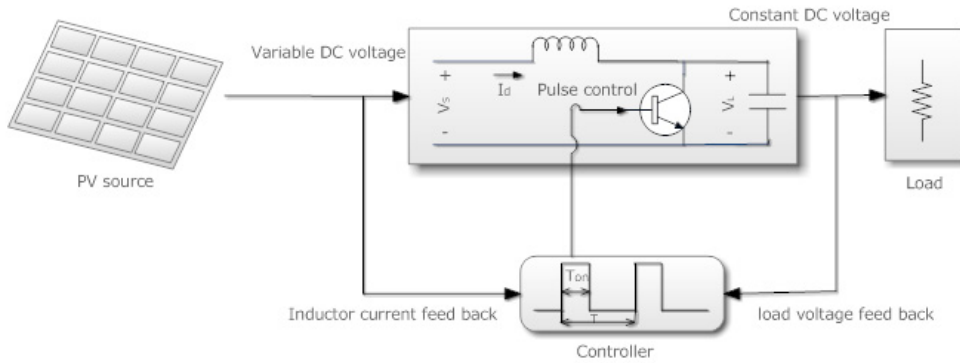 Constant DC voltage
Variable DC voltage
+
+
Id
Pulse control
Vs
VL
-
-
PV source
Load
Ton
T
Inductor current feed back
load voltage feed back
Controller